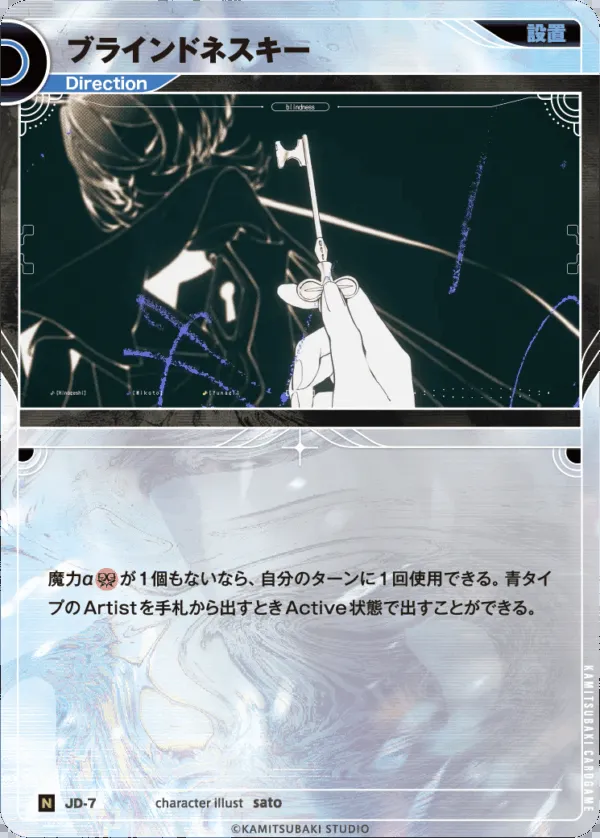 設置
ブラインドネスキー
Direction
blindness
魔力αが1個もないなら、自分のターンに1回使用できる。青タイ
プのArtistを手札から出すときActive状態で出すことができる。
KAMITSUBAKI CARDGAME
N JD-7 character illust sato
©KAMITSUBAKI STUDIO